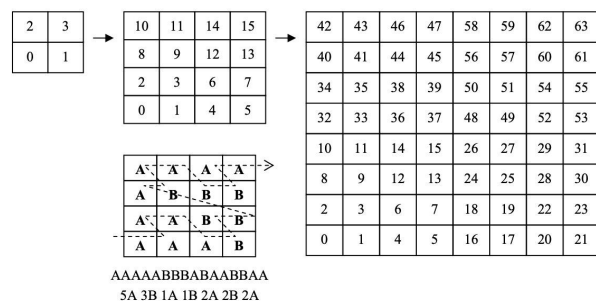 2 3
0 1
10 11 14 15
8 9 12 13
2 3 6 7
0 1 4 5
42 43 46 47 58 59 62 63
40 41 44 45 56 57 60 61
34 35 38 39 50 51 54 55
32 33 36 37 48 49 52 53
10 11 14 15 26 27 29 31
8 9 12 13 24 25 28 30
2 3 6 7 18 19 22 23
0 1 4 5 16 17 20 21
A A A A
A B B B
A A B B
A A A B
AAAAABBBABAABBAA
5A 3B 1A 1B 2A 2B 2A